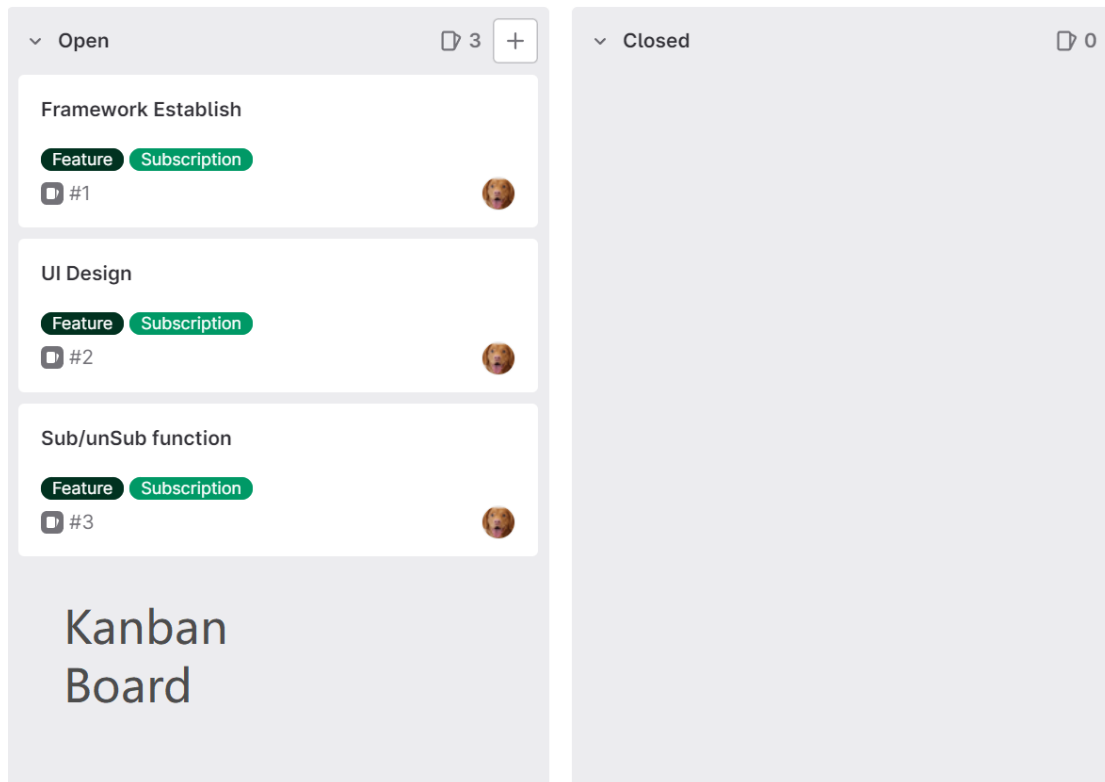 Open 3
Framework Establish
Feature Subscription
#1
UI Design
Feature Subscription
#2
Sub/unSub function
Feature Subscription
#3
Kanban
Board
Closed 0